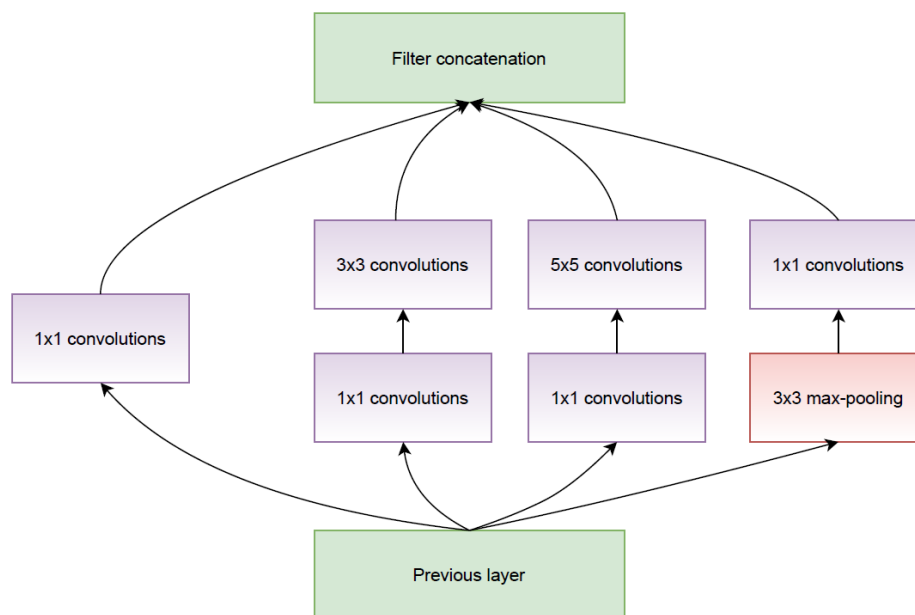 Filter concatenation
3x3 convolutions
5x5 convolutions
1x1 convolutions
1x1 convolutions
1x1 convolutions
1x1 convolutions
3x3 max-pooling
Previous layer